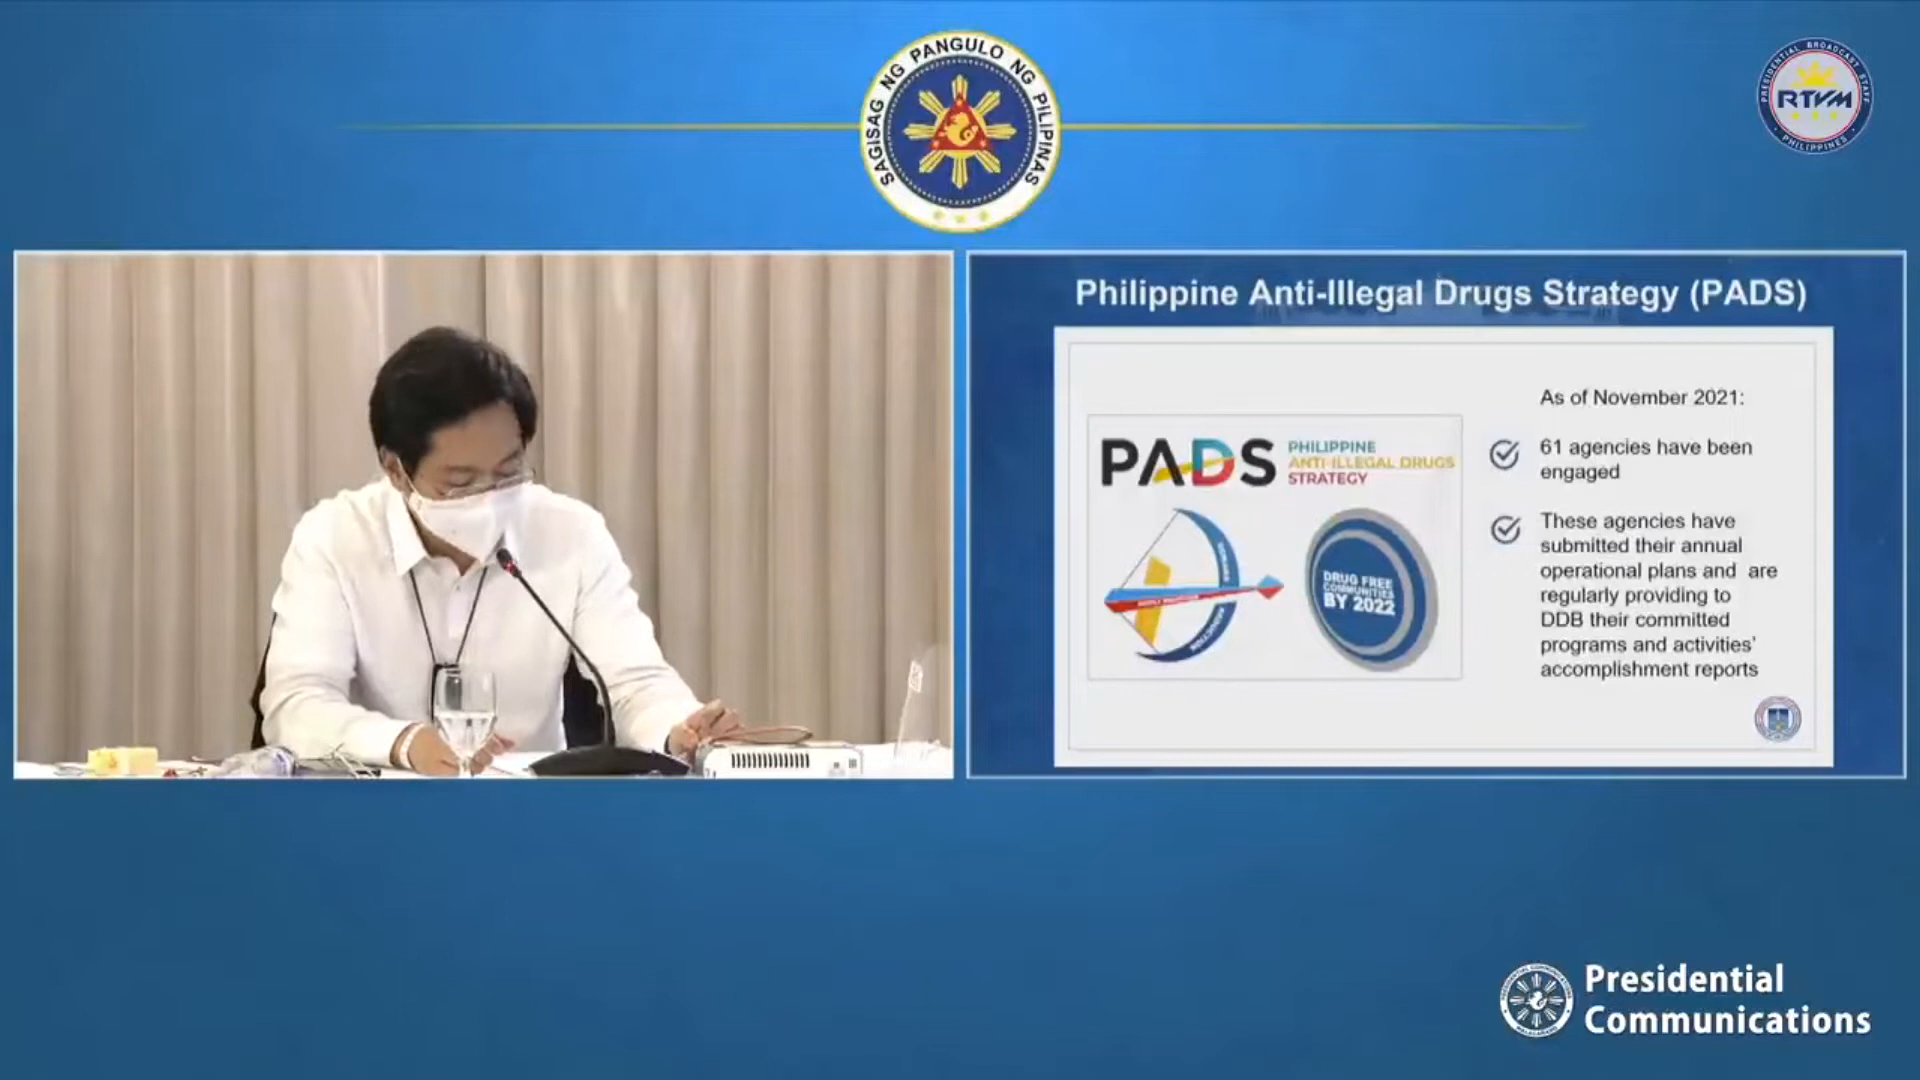 SAGISAG NG PANGULO NG PILIPINAS
PRESIDENTIAL BROADCAST STAFF
RTVM
PHILIPPINES
Philippine Anti-Illegal Drugs Strategy (PADS)
PADS
PHILIPPINE
ANTI-ILLEGAL DRUGS
STRATEGY
DRUG FREE
COMMUNITIES
BY 2022
As of November 2021:
61 agencies have been
engaged
These agencies have
submitted their annual
operational plans and are
regularly providing to
DDB their committed
programs and activities'
accomplishment reports
Presidential
Communications